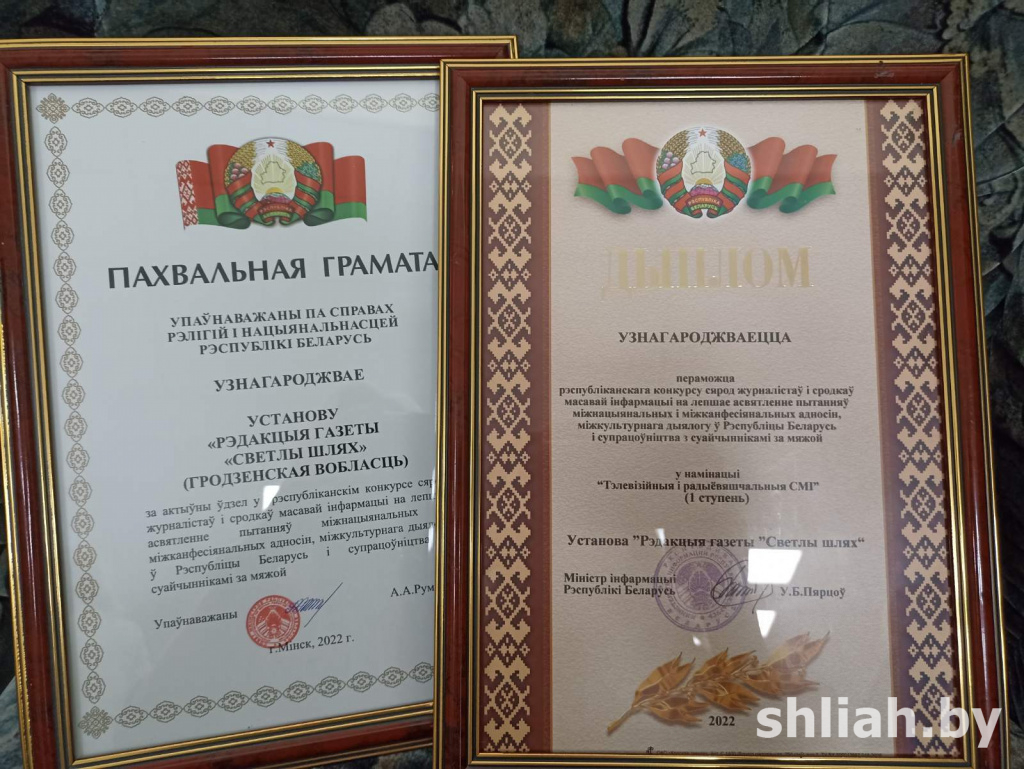 ПАХВАЛЬНАЯ ГРАМАТА
УПАЎНАВАЖАНЫ ПА СПРАВАХ
РЭЛІГІЙ І НАЦЫЯНАЛЬНАСЦЕЙ
РЭСПУБЛІКІ БЕЛАРУСЬ
УЗНАГАРОДЖВАЕ
УСТАНОВУ
«РЭДАКЦЫЯ ГАЗЕТЫ
«СВЕТЛЫ ШЛЯХ»
(ГРОДЗЕНСКАЯ ВОБЛАСЦЬ)
за актыўны ўдзел у рэспубліканскім конкурсе
журналістаў і сродкаў масавай інфармацыі на
асвятленне пытанняў міжнацыянальных
міжканфесіянальных адносін, міжкультурнага
ў Рэспубліцы Беларусь і супрацоўніцтва
суайчыннікамі за мяжой
Упаўнаважаны
А.А.Рум
г.Мінск, 2022 г.
РЭСПУБЛІКА
БЕЛАРУСЬ
ДЫПЛОМ
УЗНАГАРОДЖВАЕЦЦА
пераможца
рэспубліканскага конкурсу сярод журналістаў і сродкаў
масавай інфармацыі на лепшае асвятленне пытанняў
міжнацыянальных і міжканфесіянальных адносін,
міжкультурнага дыялогу ў Рэспубліцы Беларусь
і супрацоўніцтва з суайчыннікамі за мяжой
у намінацыі
"Тэлевізійныя і радыёвяшчальныя СМІ"
(1 ступень)
Установа "Рэдакцыя газеты "Светлы шлях"
Міністр інфармацыі
Рэспублікі Беларусь
У.Б.Пярцоў
2022
shliah.by